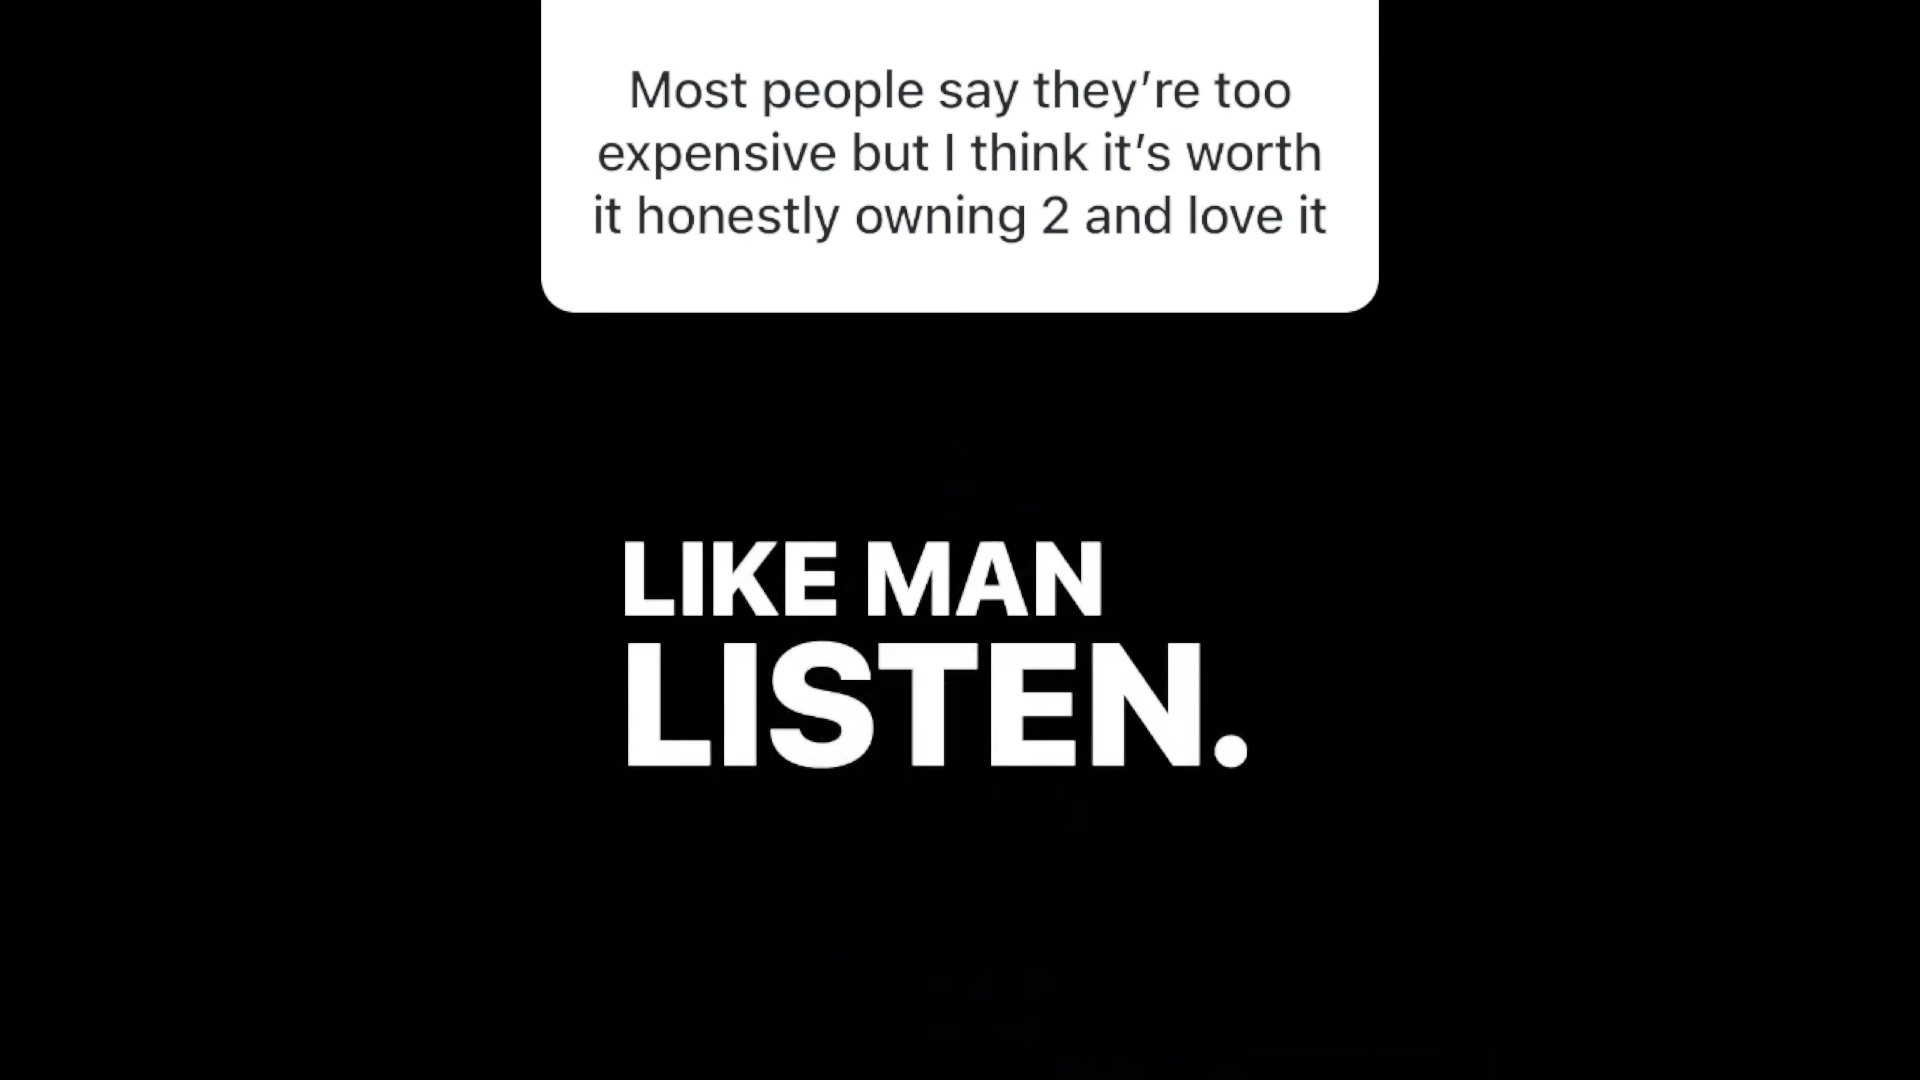 Most people say they’re too
expensive but I think it’s worth
it honestly owning 2 and love it
LIKE MAN
LISTEN.